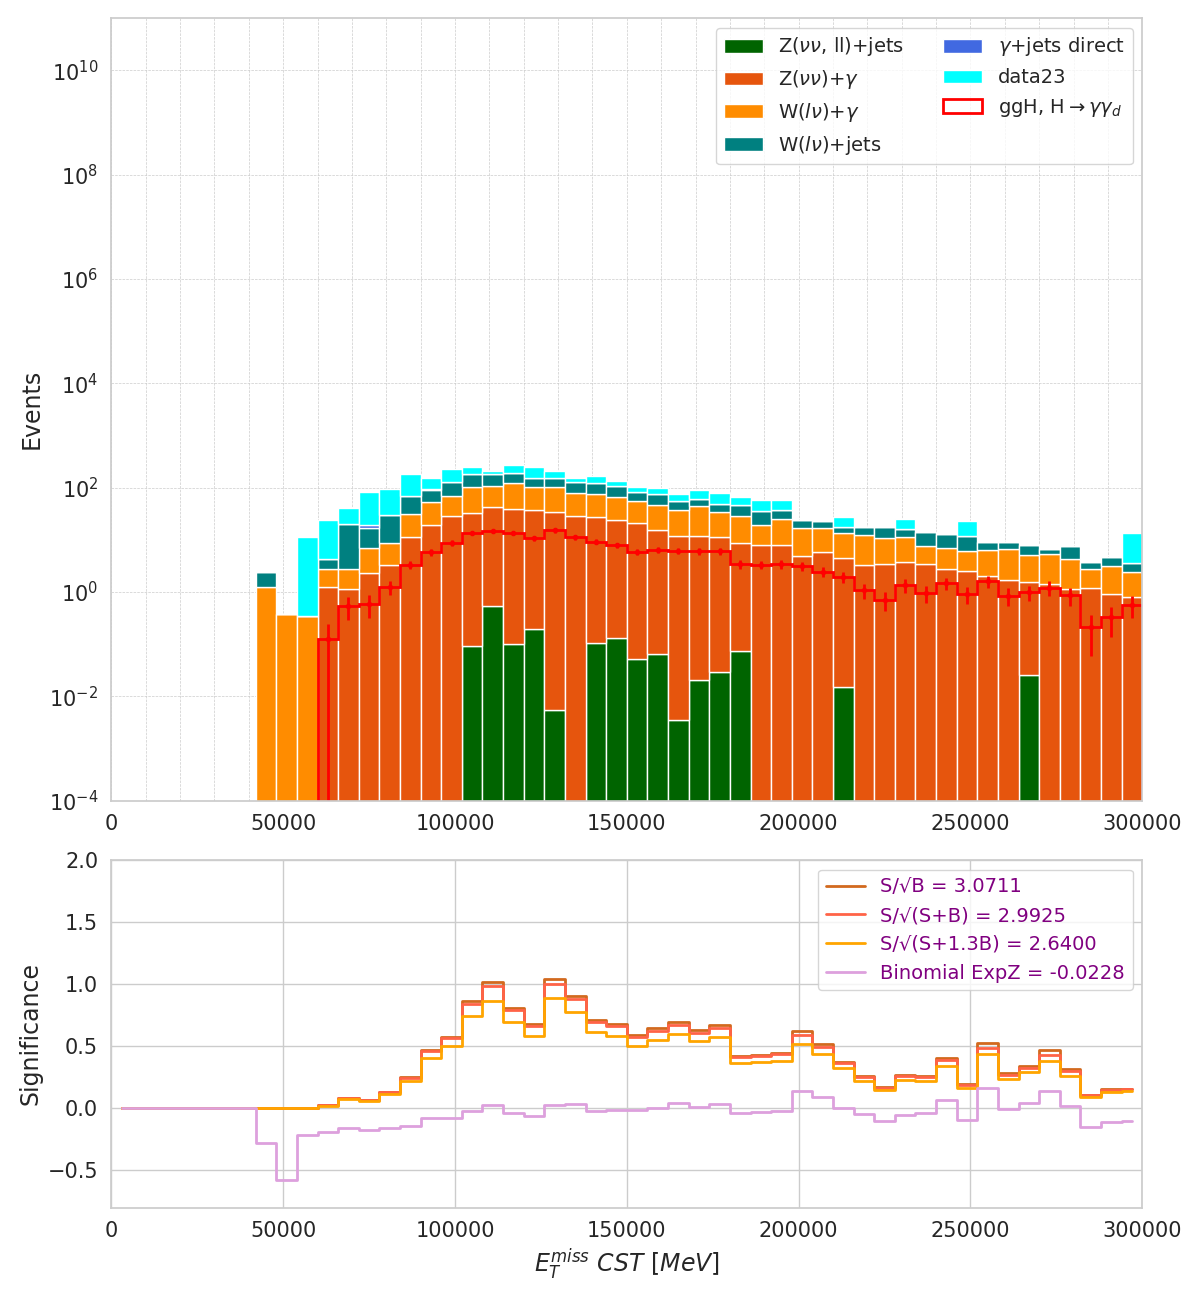 Z(νν, ll)+jets
Z(νν)+γ
W(lν)+γ
W(lν)+jets
γ+jets direct
data23
ggH, H→γγ_d
Events
10^10
10^8
10^6
10^4
10^2
10^0
10^−2
10^−4
0 50000 100000 150000 200000 250000 300000
S/√B = 3.0711
S/√(S+B) = 2.9925
S/√(S+1.3B) = 2.6400
Binomial ExpZ = -0.0228
Significance
2.0
1.5
1.0
0.5
0.0
−0.5
0 50000 100000 150000 200000 250000 300000
E_T^miss CST [MeV]